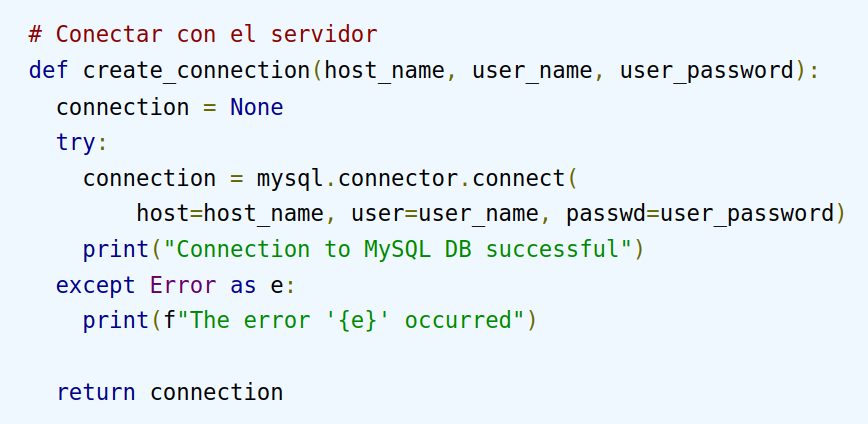 # Conectar con el servidor
def create_connection(host_name, user_name, user_password):
  connection = None
  try:
    connection = mysql.connector.connect(
        host=host_name, user=user_name, passwd=user_password)
    print("Connection to MySQL DB successful")
  except Error as e:
    print(f"The error '{e}' occurred")

  return connection